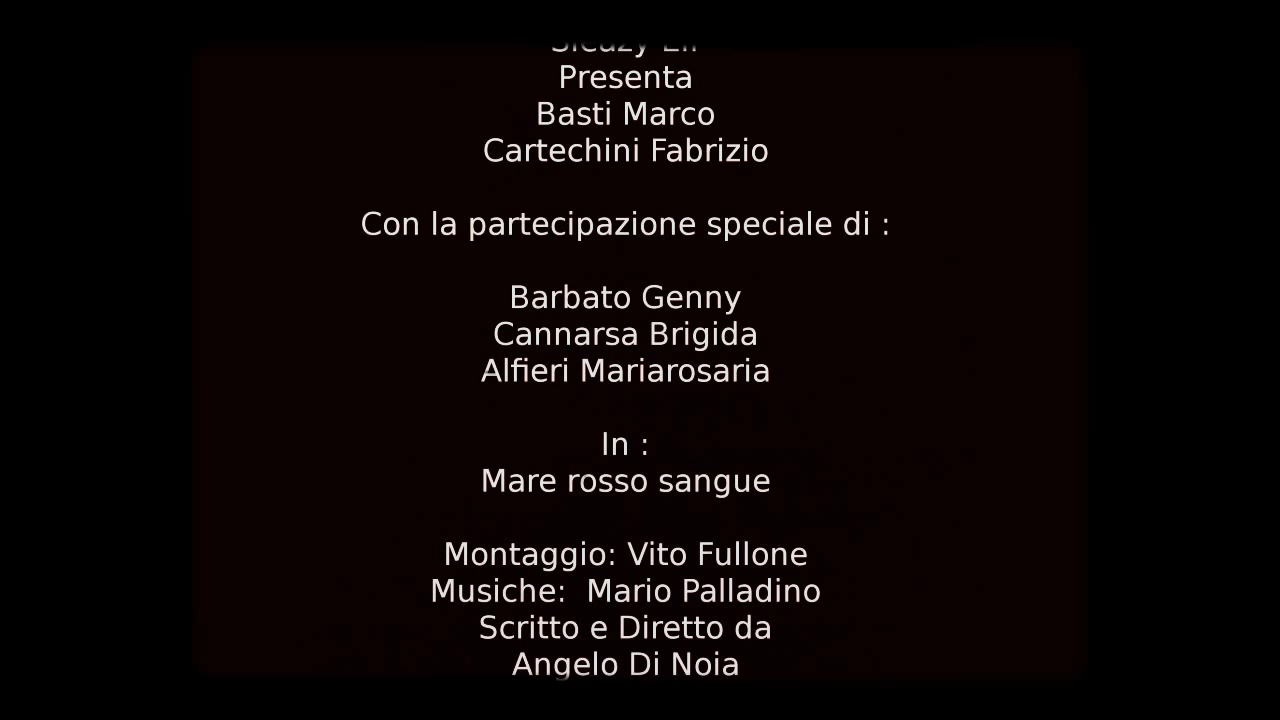 Presenta
Basti Marco
Cartechini Fabrizio
Con la partecipazione speciale di :
Barbato Genny
Cannarsa Brigida
Alfieri Mariarosaria
In :
Mare rosso sangue
Montaggio: Vito Fullone
Musiche:  Mario Palladino
Scritto e Diretto da
Angelo Di Noia